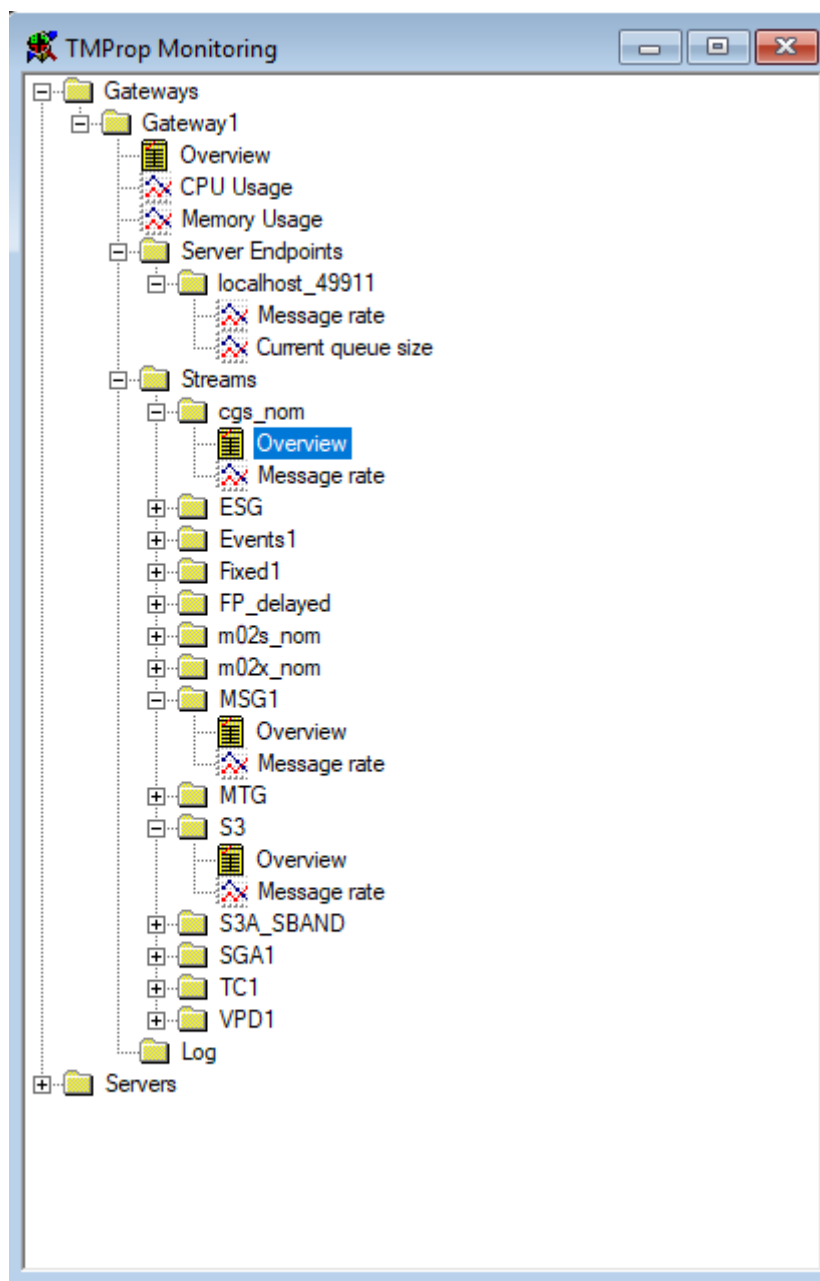 TMProp Monitoring
Gateways
Gateway1
Overview
CPU Usage
Memory Usage
Server Endpoints
localhost_49911
Message rate
Current queue size
Streams
cgs_nom
Overview
Message rate
ESG
Events1
Fixed1
FP_delayed
m02s_nom
m02x_nom
MSG1
Overview
Message rate
MTG
S3
Overview
Message rate
S3A_SBAND
SGA1
TC1
VPD1
Log
Servers